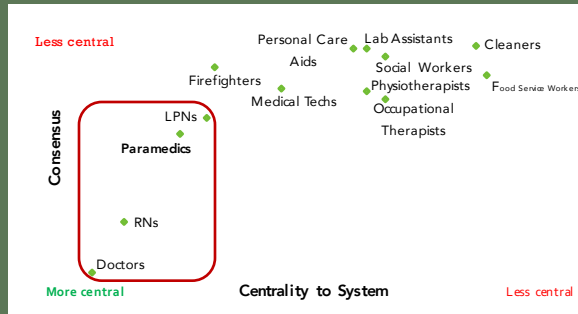 Less central
Personal Care
Aids
Lab Assistants
Cleaners
Social Workers
Firefighters
Physiotherapists
Food Service Workers
Medical Techs
Occupational
Therapists
LPNs
Paramedics
Consensus
RNs
Doctors
More central
Centrality to System
Less central